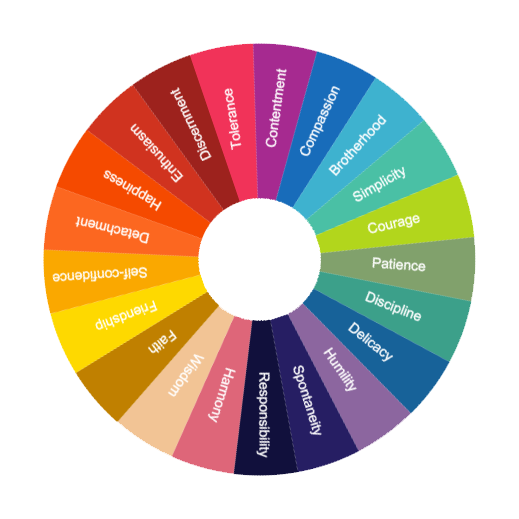 Contentment
Compassion
Brotherhood
Simplicity
Courage
Patience
Discipline
Delicacy
Humility
Spontaneity
Responsibility
Harmony
Wisdom
Faith
Friendship
Self-confidence
Detachment
Happiness
Enthusiasm
Discernment
Tolerance